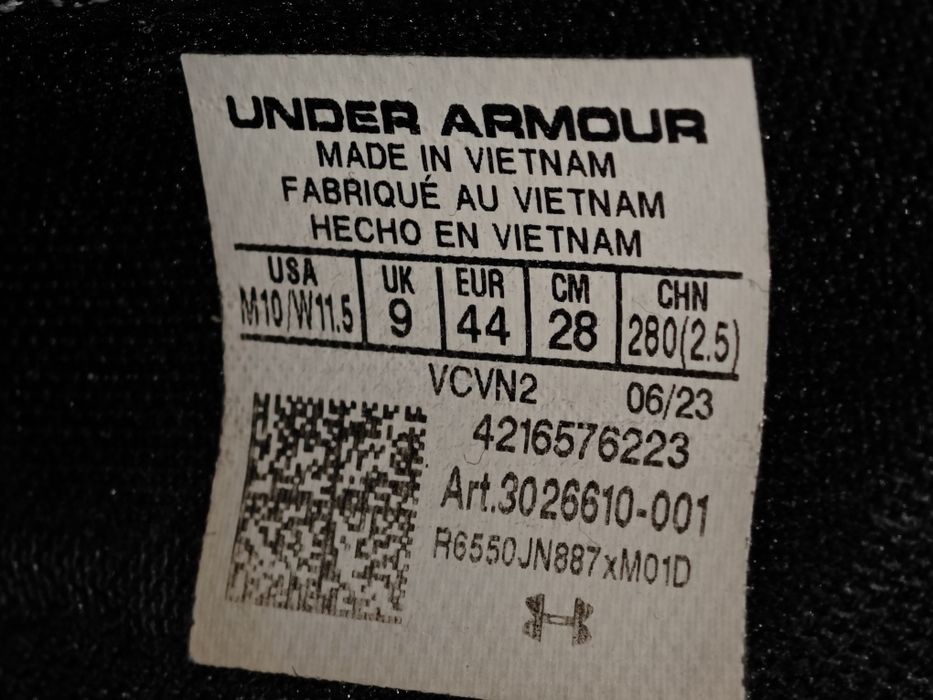 UNDER ARMOUR
MADE IN VIETNAM
FABRIQUÉ AU VIETNAM
HECHO EN VIETNAM
USA UK EUR CM CHN
M10/W11.5 9 44 28 280(2.5)
VCVN2 06/23
4216576223
Art.3026610-001
R6550JN887xM01D